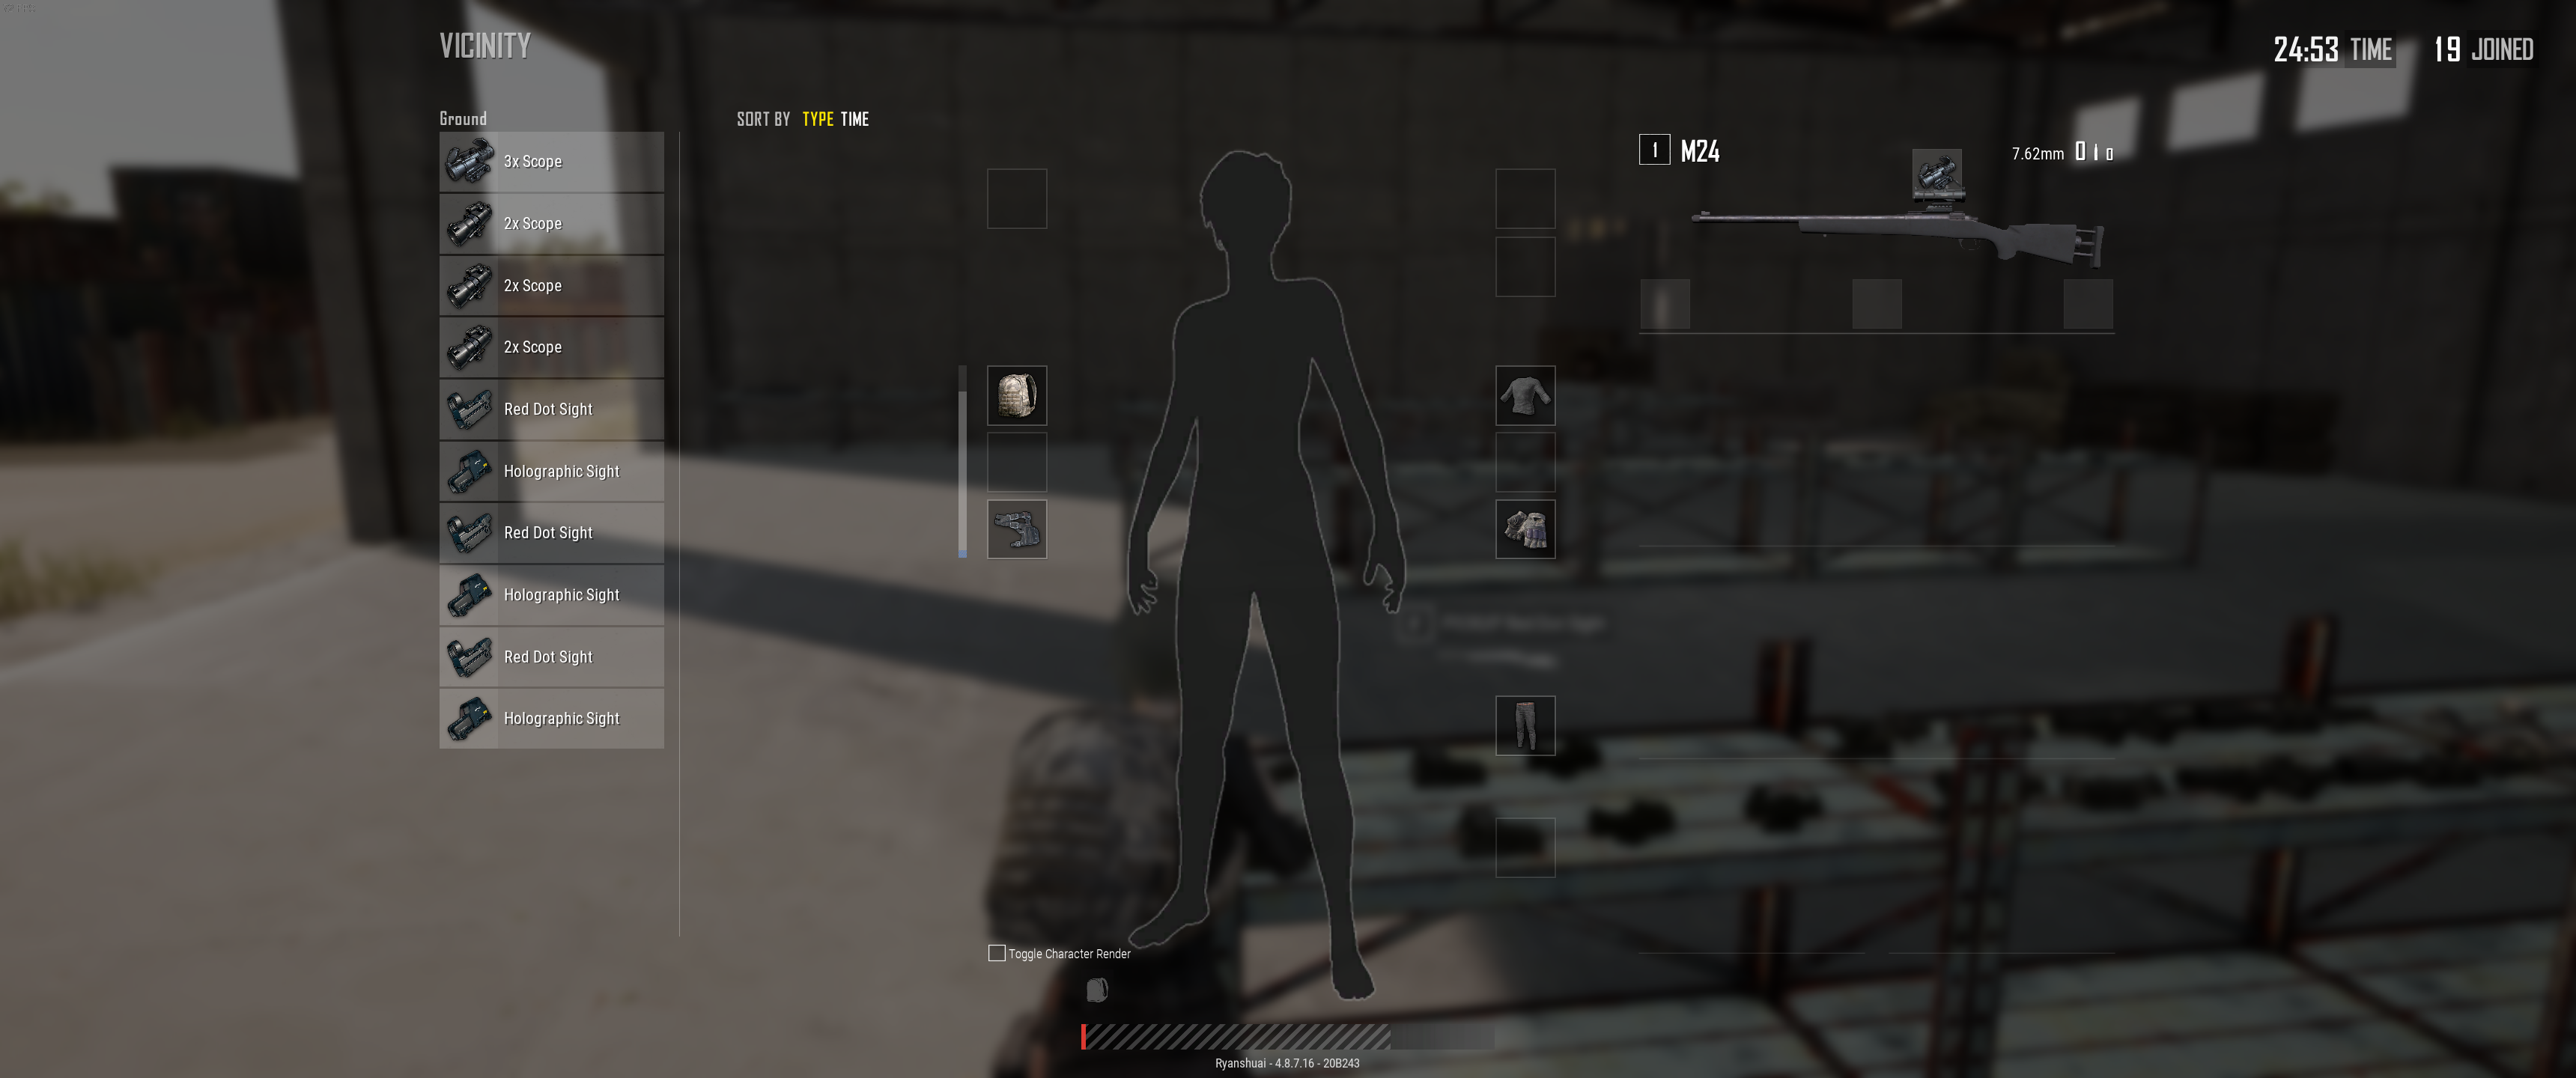 VICINITY
24:53 TIME 19 JOINED
Ground
SORT BY TYPE TIME
3x Scope
2x Scope
2x Scope
2x Scope
Red Dot Sight
Holographic Sight
Red Dot Sight
Holographic Sight
Red Dot Sight
Holographic Sight
1 M24
7.62mm 0 0
Toggle Character Render
Ryanshuai - 4.8.7.16 - 20B243